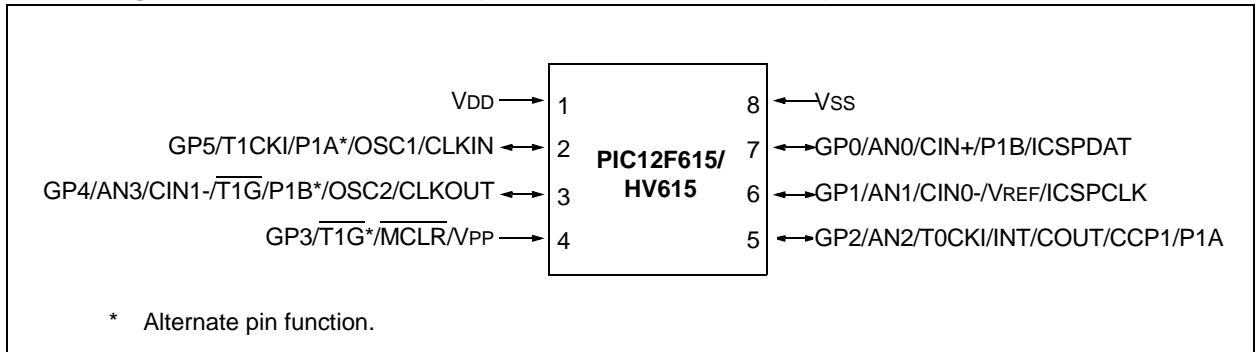 VDD 1 8 VSS
GP5/T1CKI/P1A*/OSC1/CLKIN 2 PIC12F615/ 7 GP0/AN0/CIN+/P1B/ICSPDAT
GP4/AN3/CIN1-/T1G/P1B*/OSC2/CLKOUT 3 HV615 6 GP1/AN1/CIN0-/VREF/ICSPCLK
GP3/T1G*/MCLR/VPP 4 5 GP2/AN2/T0CKI/INT/COUT/CCP1/P1A
* Alternate pin function.